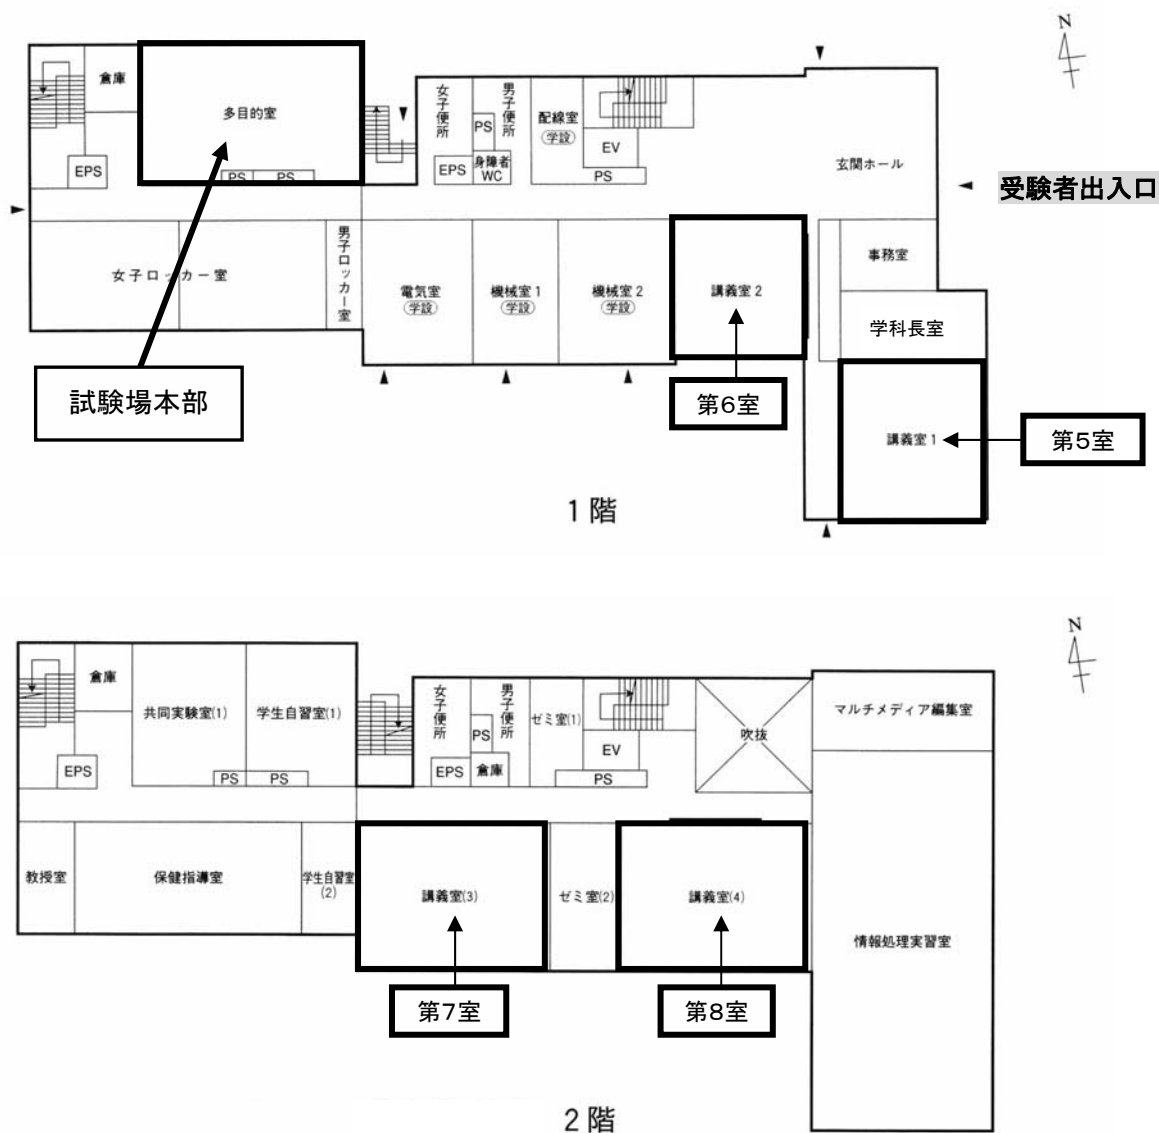 N
倉庫
多目的室
女子便所
PS
男子便所
配線室
学設
EV
PS
EPS
PS
PS
EPS
身障者
WC
玄関ホール
受験者出入口
女子ロッカー室
男子ロッカー室
電気室
学設
機械室1
学設
機械室2
学設
講義室2
事務室
学科長室
試験場本部
第6室
講義室1
第5室
1階
N
倉庫
共同実験室(1)
学生自習室(1)
女子便所
PS
男子便所
ゼミ室(1)
EV
PS
吹抜
マルチメディア編集室
EPS
PS
PS
EPS
倉庫
教授室
保健指導室
学生自習室
(2)
講義室(3)
ゼミ室(2)
講義室(4)
情報処理実習室
第7室
第8室
2階